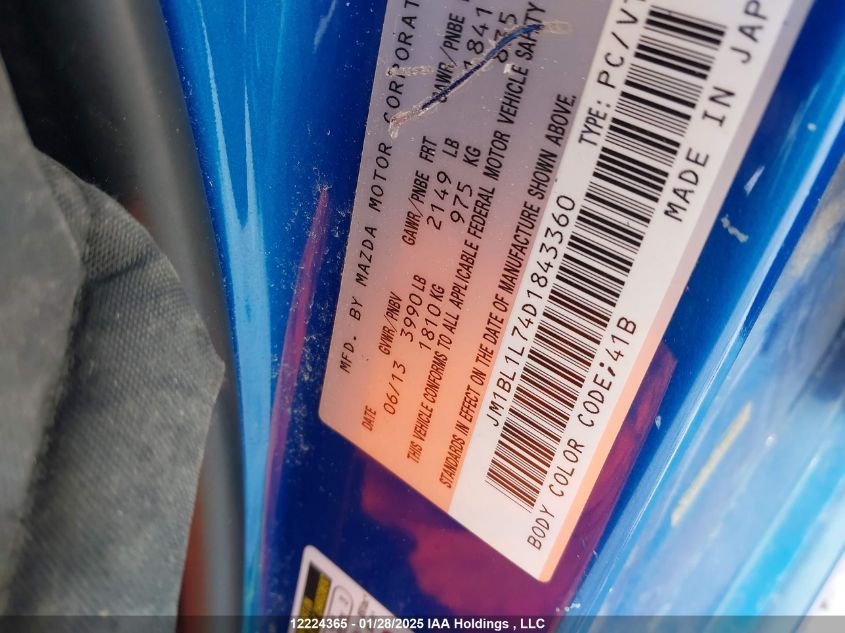 MFD. BY MAZDA MOTOR CORPORAT
DATE GVWR/PNBV GAWR/PNBE FRT GAWR/PNBE
06/13 3990 LB 2149 LB 1841
1810 KG 975 KG 835
THIS VEHICLE CONFORMS TO ALL APPLICABLE FEDERAL MOTOR VEHICLE SAFETY
STANDARDS IN EFFECT ON THE DATE OF MANUFACTURE SHOWN ABOVE.
JM1BL1L74D1843360 TYPE: PC/VT
BODY COLOR CODE;41B MADE IN JAP
12224365 - 01/28/2025 IAA Holdings , LLC